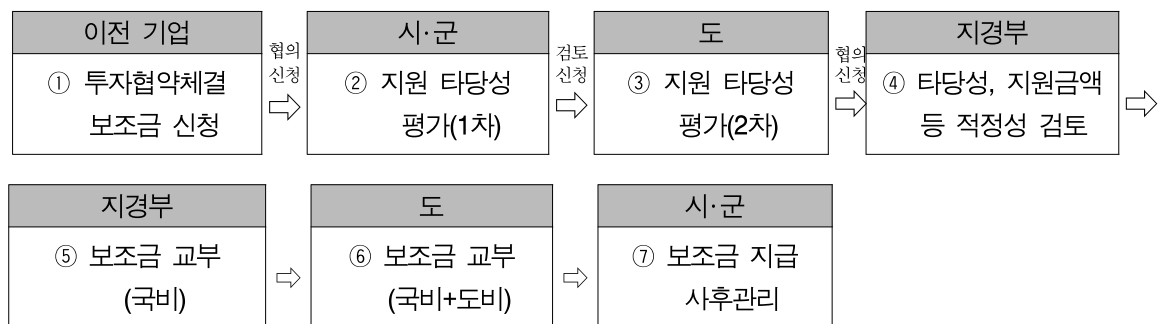 이전 기업
① 투자협약체결
보조금 신청
협의
신청
시·군
② 지원 타당성
평가(1차)
검토
신청
도
③ 지원 타당성
평가(2차)
협의
신청
지경부
④ 타당성, 지원금액
등 적정성 검토
지경부
⑤ 보조금 교부
(국비)
도
⑥ 보조금 교부
(국비+도비)
시·군
⑦ 보조금 지급
사후관리